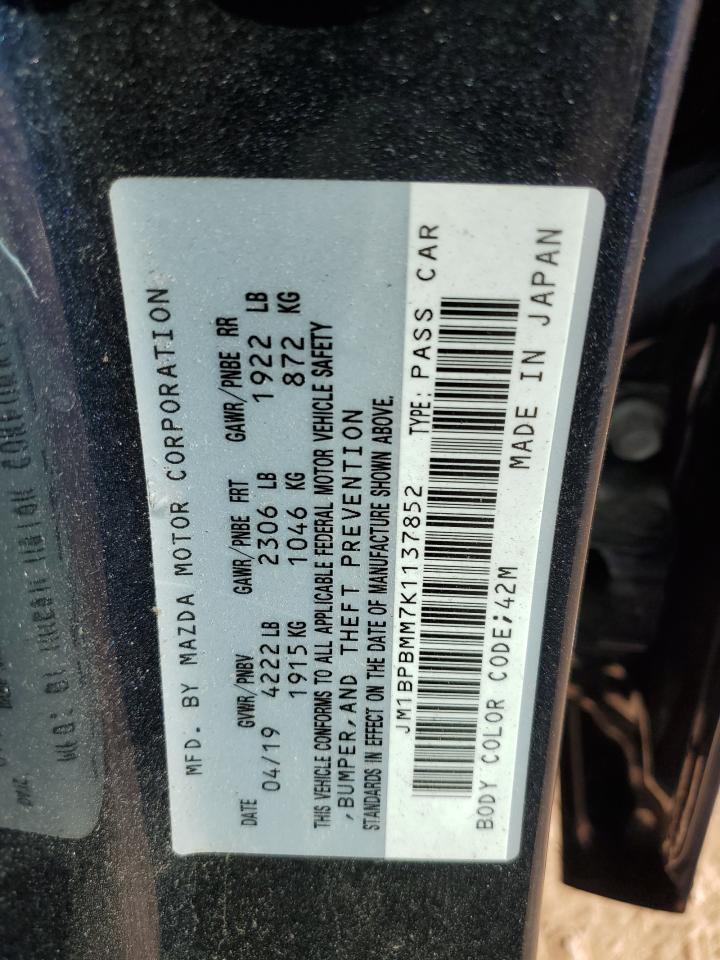 MFD. BY MAZDA MOTOR CORPORATION
DATE GVWR/PNBV GAWR/PNBE FRT GAWR/PNBE RR
04/19 4222 LB 2306 LB 1922 LB
1915 KG 1046 KG 872 KG
THIS VEHICLE CONFORMS TO ALL APPLICABLE FEDERAL MOTOR VEHICLE SAFETY
,BUMPER,AND THEFT PREVENTION
STANDARDS IN EFFECT ON THE DATE OF MANUFACTURE SHOWN ABOVE.
JM1BPBMM7K1137852 TYPE: PASS CAR
BODY COLOR CODE;42M MADE IN JAPAN